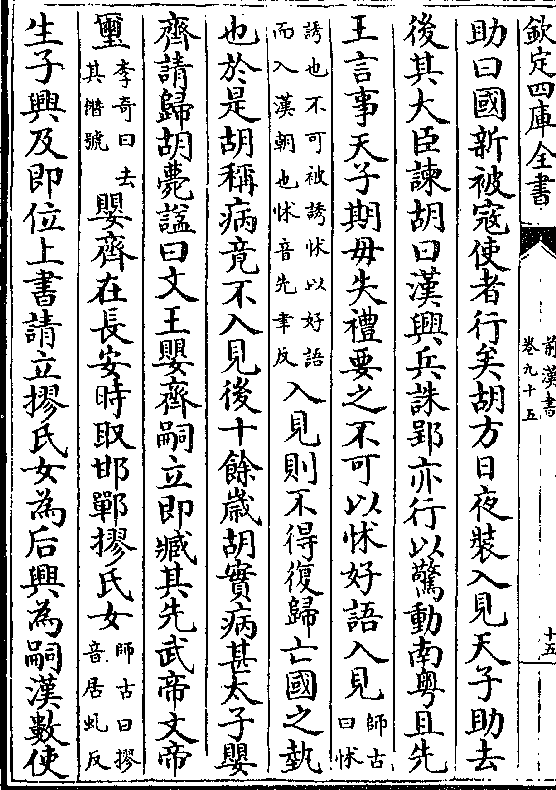 欽定四庫全書
前漢書
卷九十五
十五
助曰國新被寇使者行矣胡方日夜裝入見天子助去
後其大臣諫胡曰漢興兵誅郢亦行以驚動南粤且先
王言事天子期毋失禮要之不可以怵好語入見
師古曰怵
誘也不可被誘怵以好語
而入漢朝也怵音先聿反
入見則不得復歸亡國之埶
也於是胡稱病竟不入見後十餘歲胡實病甚太子嬰
齊請歸胡薨諡曰文王嬰齊嗣立即臧其先武帝文帝
璽
李奇曰去
其僭號
嬰齊在長安時取邯鄲摎氏女
師古曰摎
音居虬反
生子興及即位上書請立摎氏女為后興為嗣漢數使